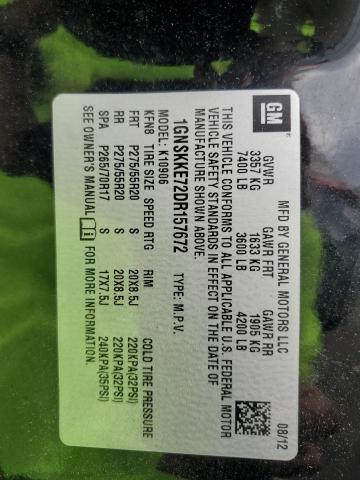 GM
MFD BY GENERAL MOTORS LLC 08/12
GVWR GAWR FRT GAWR RR
3357 KG 1633 KG 1905 KG
7400 LB 3600 LB 4200 LB
THIS VEHICLE CONFORMS TO ALL APPLICABLE U.S. FEDERAL MOTOR
VEHICLE SAFETY STANDARDS IN EFFECT ON THE DATE OF
MANUFACTURE SHOWN ABOVE.
1GNSKKE72DR157672 TYPE: M.P.V.
MODEL: K10906
KFN8 TIRE SIZE SPEED RTG RIM COLD TIRE PRESSURE
FRT P275/55R20 S 20X8.5J 220KPA(32PSI)
RR P275/55R20 S 20X8.5J 220KPA(32PSI)
SPA P265/70R17 S 17X7.5J 240KPA(35PSI)
SEE OWNER'S MANUAL i FOR MORE INFORMATION.